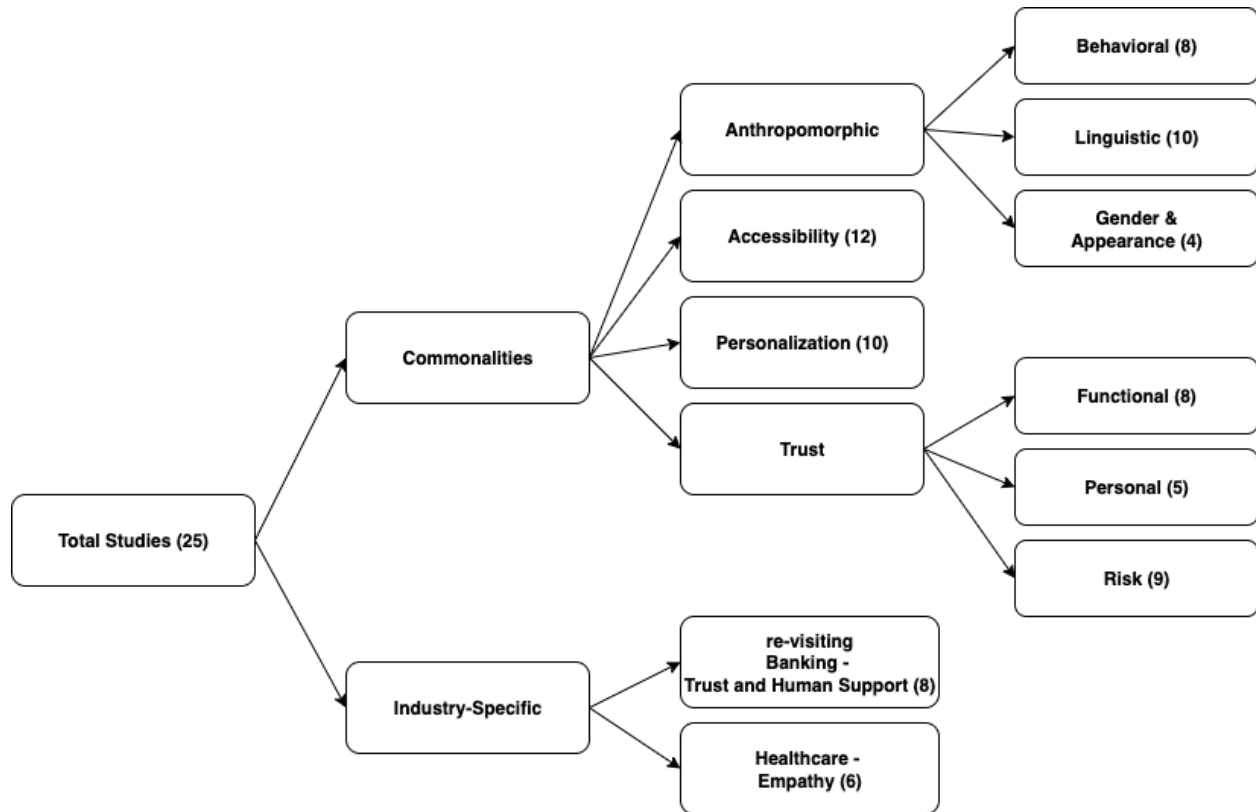 Total Studies (25)
Commonalities
Anthropomorphic
Behavioral (8)
Linguistic (10)
Gender &
Appearance (4)
Accessibility (12)
Personalization (10)
Trust
Functional (8)
Personal (5)
Risk (9)
Industry-Specific
re-visiting
Banking -
Trust and Human Support (8)
Healthcare -
Empathy (6)